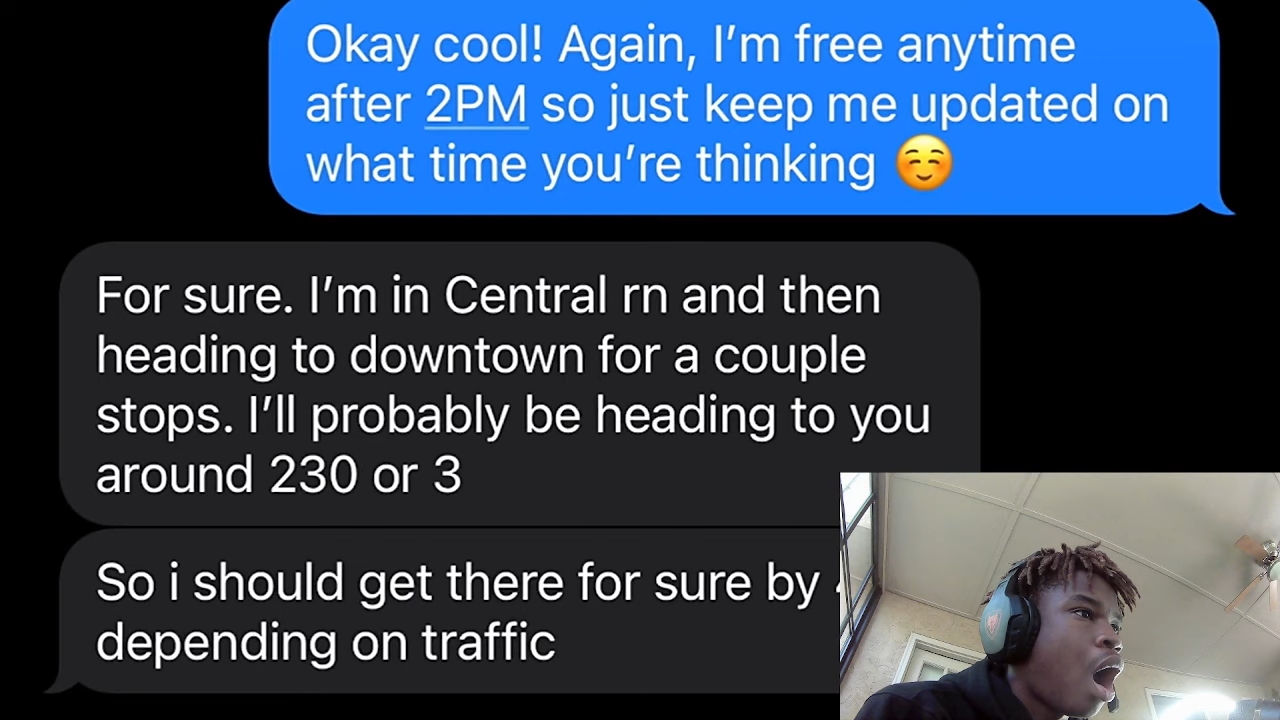 Okay cool! Again, I’m free anytime
after 2PM so just keep me updated on
what time you’re thinking ☺️
For sure. I’m in Central rn and then
heading to downtown for a couple
stops. I’ll probably be heading to you
around 230 or 3
So i should get there for sure by
depending on traffic